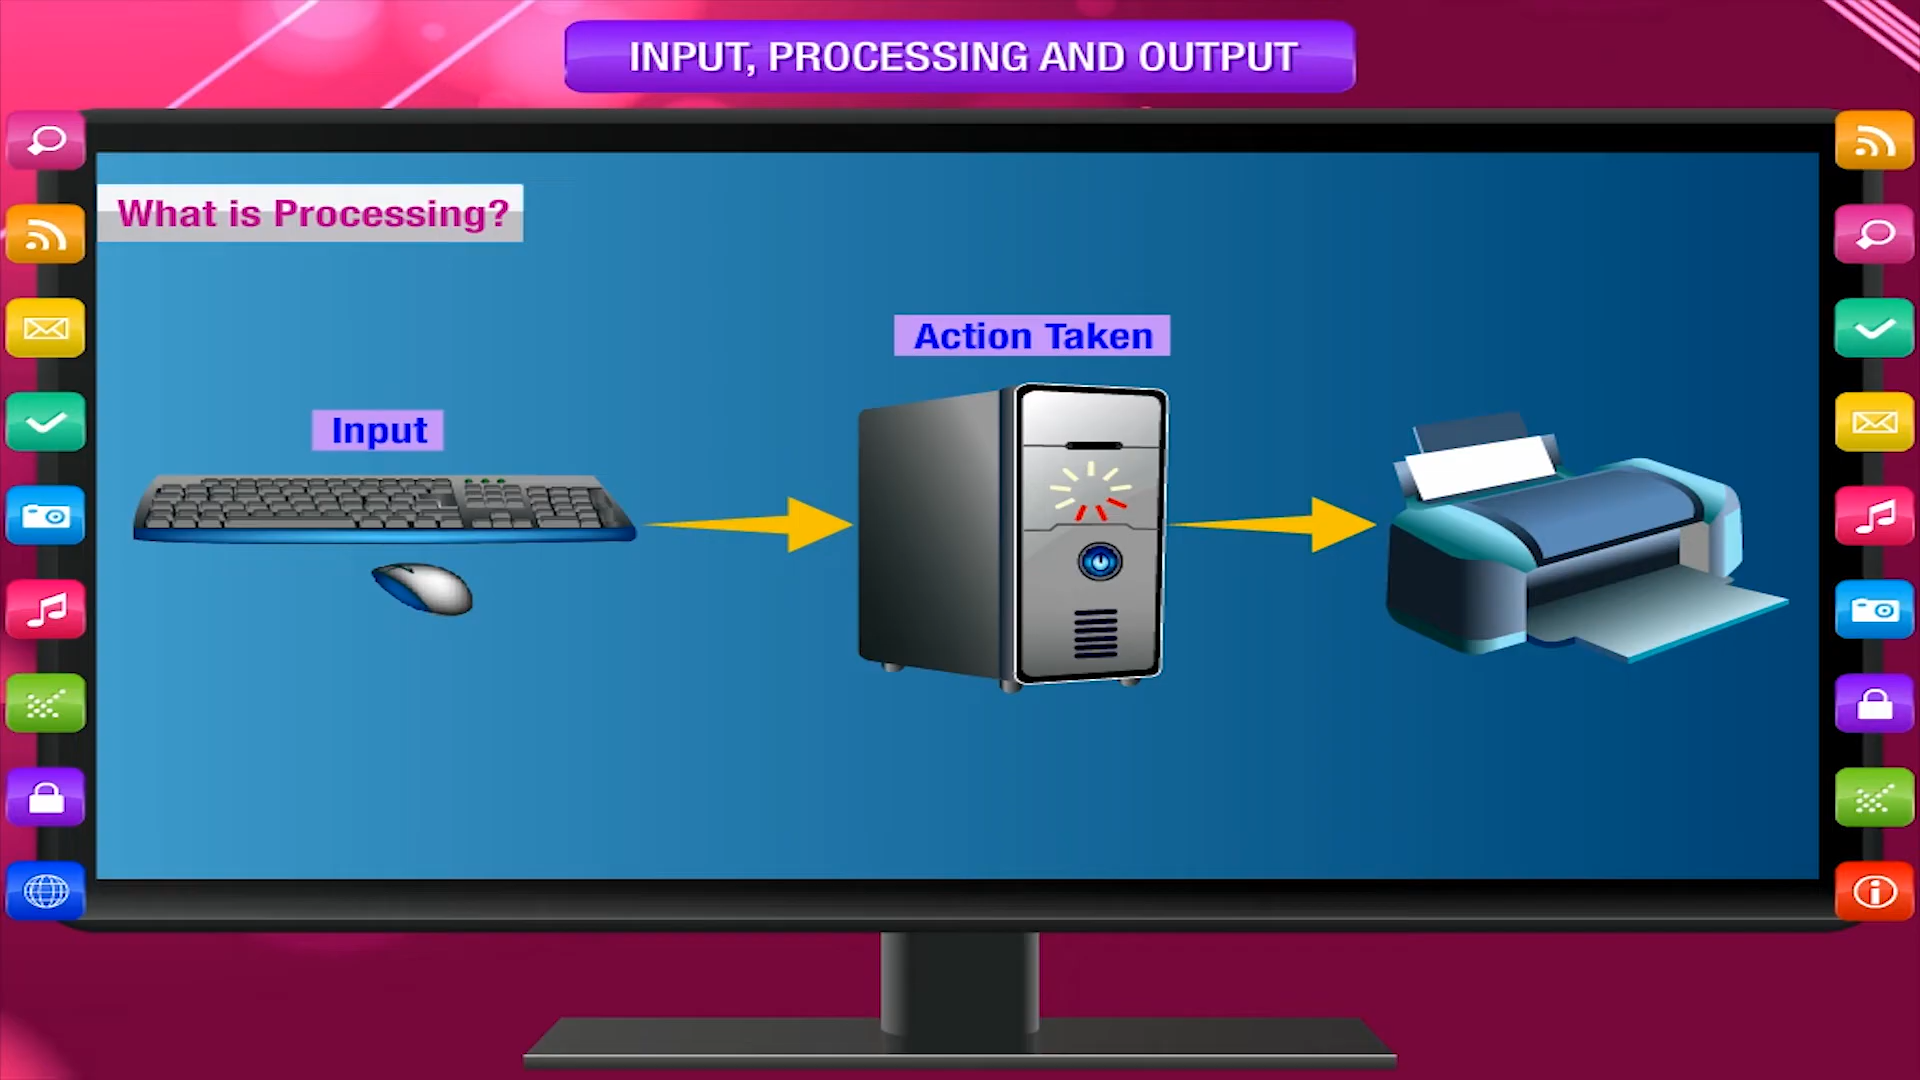 INPUT, PROCESSING AND OUTPUT
What is Processing?
Action Taken
Input